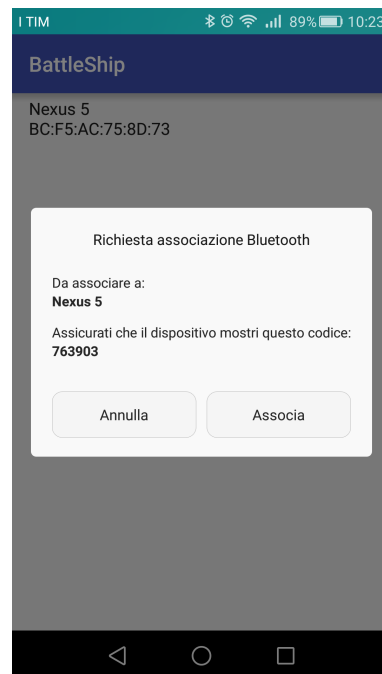 I TIM 89% 10:23
BattleShip
Nexus 5
BC:F5:AC:75:8D:73
Richiesta associazione Bluetooth
Da associare a:
Nexus 5
Assicurati che il dispositivo mostri questo codice:
763903
Annulla Associa